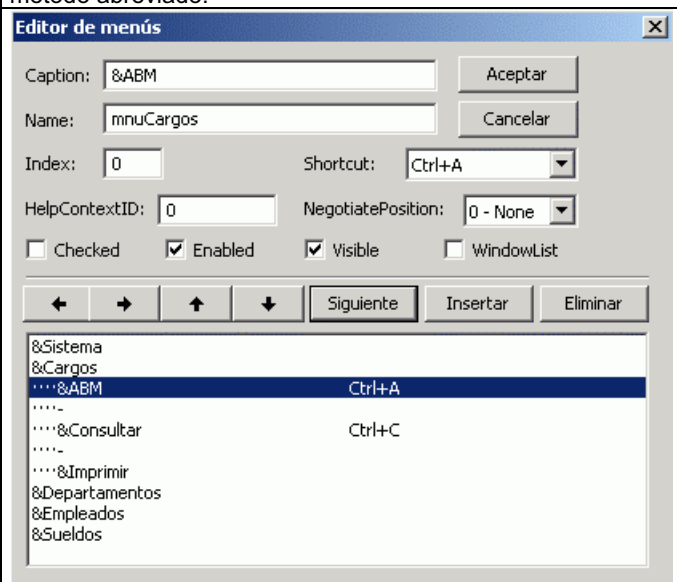 método abreviado.
Editor de menús
Caption: &ABM Aceptar
Name: mnuCargos Cancelar
Index: 0 Shortcut: Ctrl+A
HelpContextID: 0 NegotiatePosition: 0 - None
Checked Enabled Visible WindowList
Siguiente Insertar Eliminar
&Sistema
&Cargos
····&ABM Ctrl+A
····-
····&Consultar Ctrl+C
····-
····&Imprimir
&Departamentos
&Empleados
&Sueldos